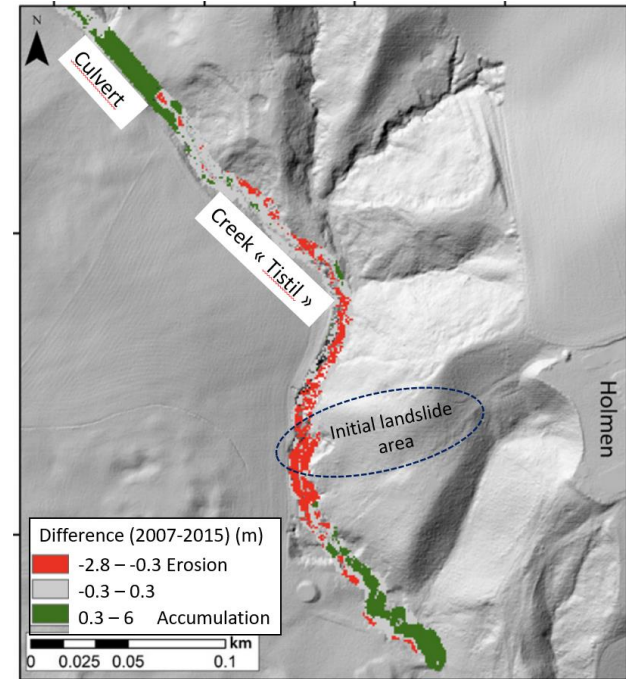 N
Culvert
Creek « Tistil »
Initial landslide
area
Holmen
Difference (2007-2015) (m)
-2.8 – -0.3 Erosion
-0.3 – 0.3
0.3 – 6 Accumulation
km
0 0.025 0.05 0.1